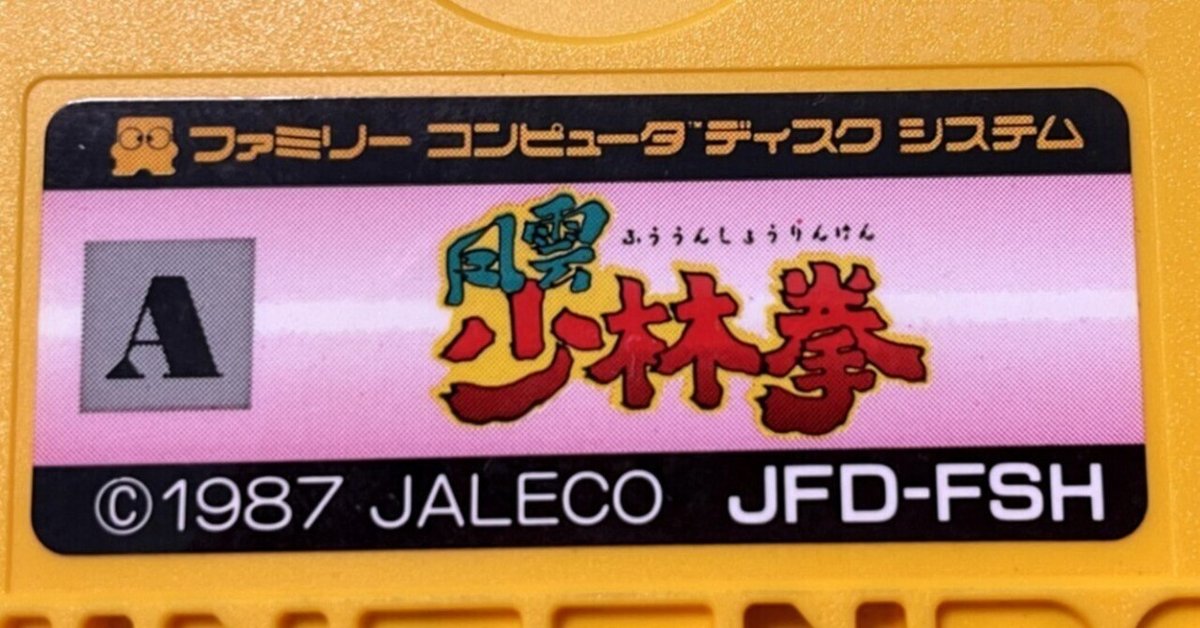 ファミリー コンピュータ™ ディスク システム
ふううんしょうりんけん
風雲
少林拳
A
©1987 JALECO JFD-FSH